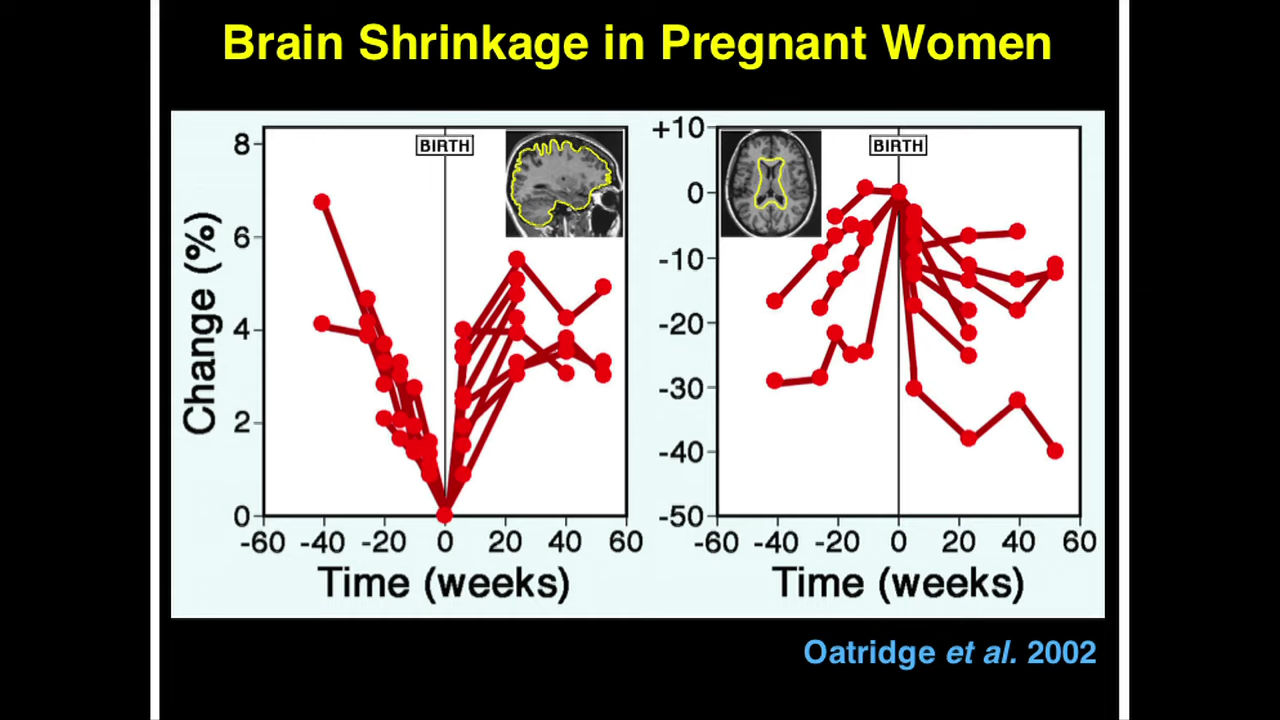 Brain Shrinkage in Pregnant Women
Change (%)
8
6
4
2
0
BIRTH
-60 -40 -20 0 20 40 60
Time (weeks)
+10
0
-10
-20
-30
-40
-50
BIRTH
-60 -40 -20 0 20 40 60
Time (weeks)
Oatridge et al. 2002